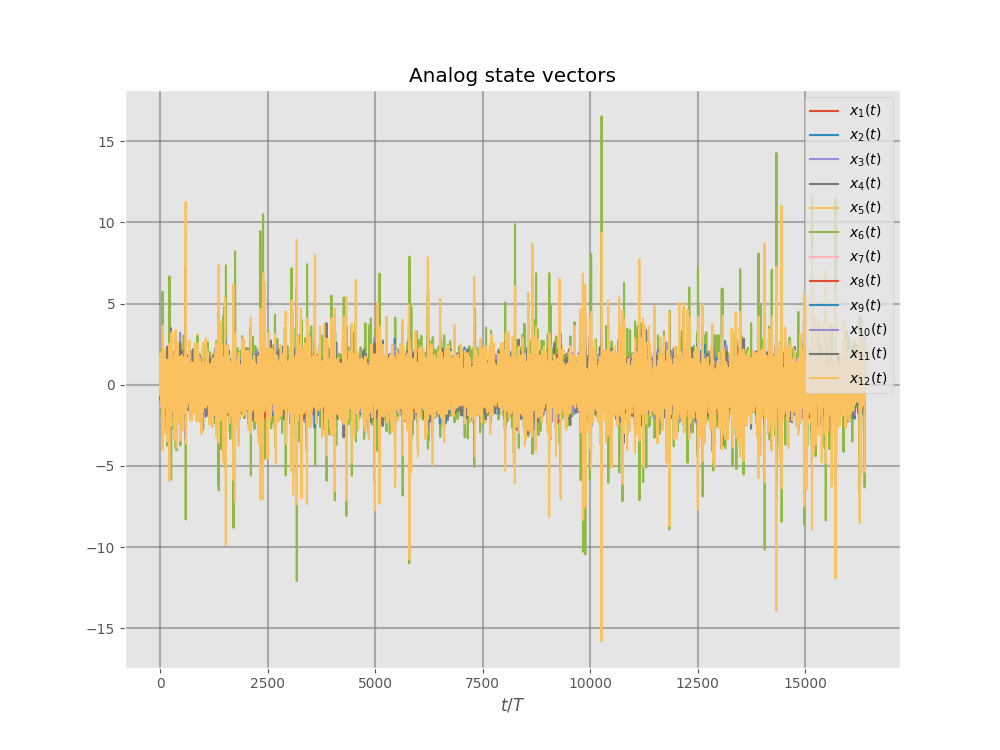 Analog state vectors
15
10
5
0
−5
−10
−15
0 2500 5000 7500 10000 12500 15000
t/T
x₁(t)
x₂(t)
x₃(t)
x₄(t)
x₅(t)
x₆(t)
x₇(t)
x₈(t)
x₉(t)
x₁₀(t)
x₁₁(t)
x₁₂(t)